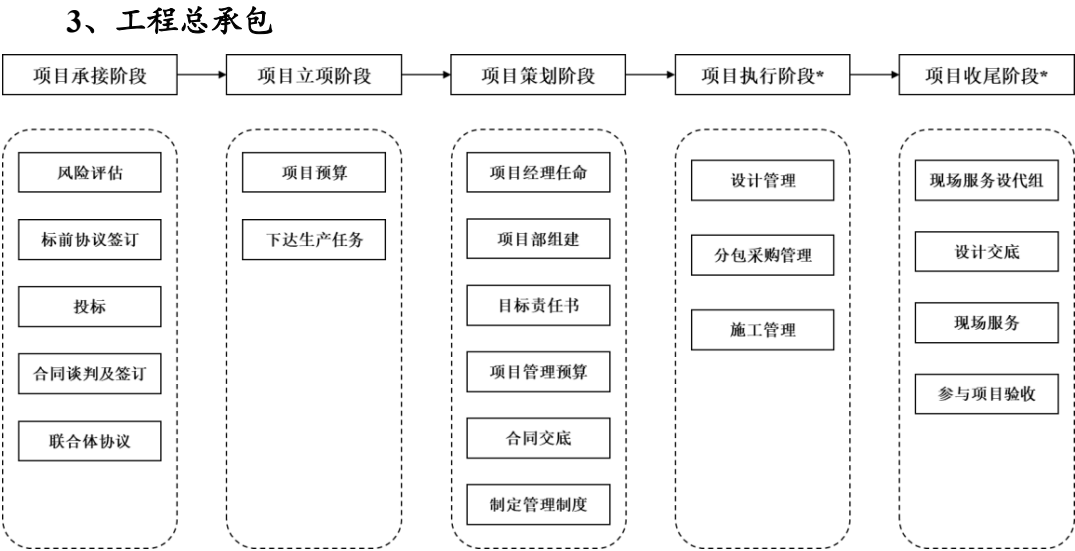 3、工程总承包
项目承接阶段
项目立项阶段
项目策划阶段
项目执行阶段*
项目收尾阶段*
风险评估
标前协议签订
投标
合同谈判及签订
联合体协议
项目预算
下达生产任务
项目经理任命
项目部组建
目标责任书
项目管理预算
合同交底
制定管理制度
设计管理
分包采购管理
施工管理
现场服务设代组
设计交底
现场服务
参与项目验收